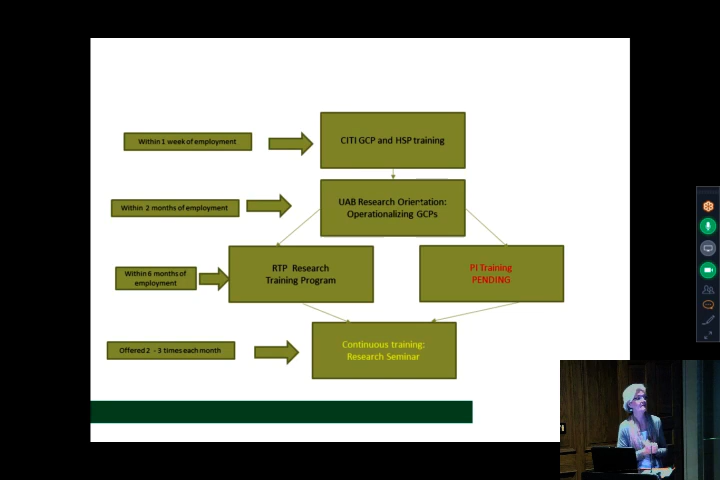 Within 1 week of employment
CITI GCP and HSP training
Within 2 months of employment
UAB Research Orientation:
Operationalizing GCPs
Within 6 months of
employment
RTP Research
Training Program
PI Training
PENDING
Offered 2 - 3 times each month
Continuous training:
Research Seminar